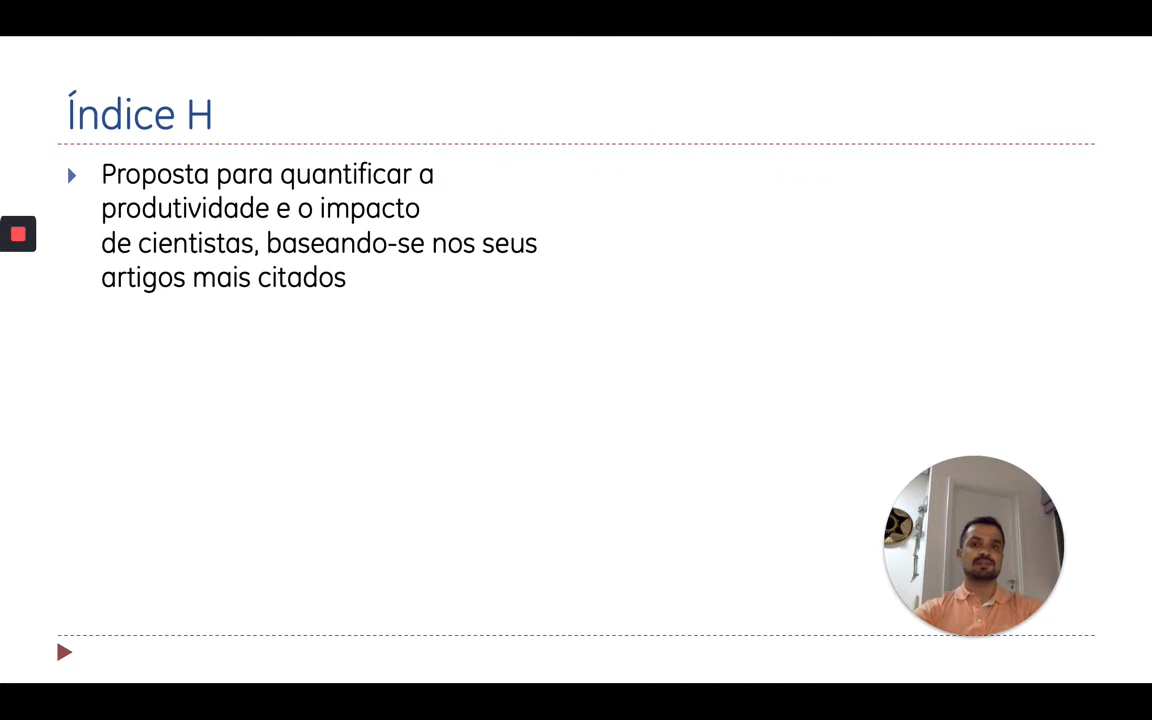 Índice H
Proposta para quantificar a
produtividade e o impacto
de cientistas, baseando-se nos seus
artigos mais citados